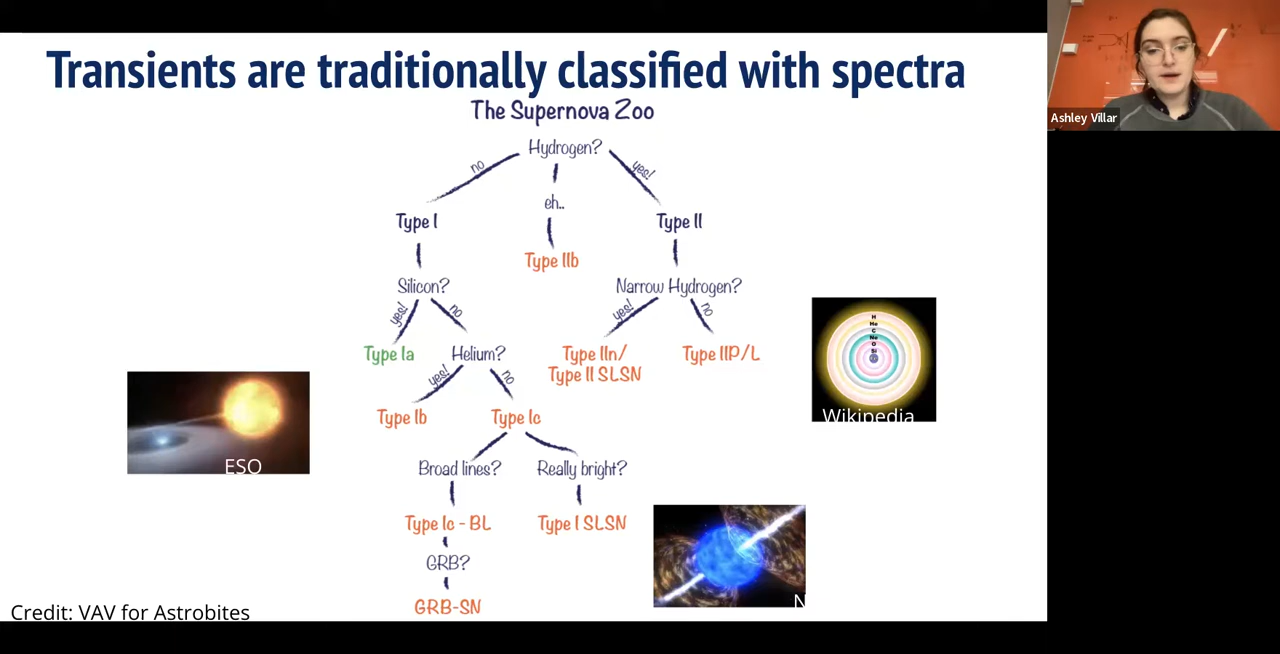 Transients are traditionally classified with spectra
Ashley Villar
The Supernova Zoo
Hydrogen?
no
yes!
eh..
Type I
Type II
Type IIb
Silicon?
Narrow Hydrogen?
yes!
no
yes!
no
Type Ia
Helium?
Type IIn/
Type II SLSN
Type IIP/L
yes!
no
Type Ib
Type Ic
Broad lines?
Really bright?
Type Ic - BL
Type I SLSN
GRB?
GRB-SN
H
He
C
Ne
O
Si
Wikipedia
ESO
N
Credit: VAV for Astrobites